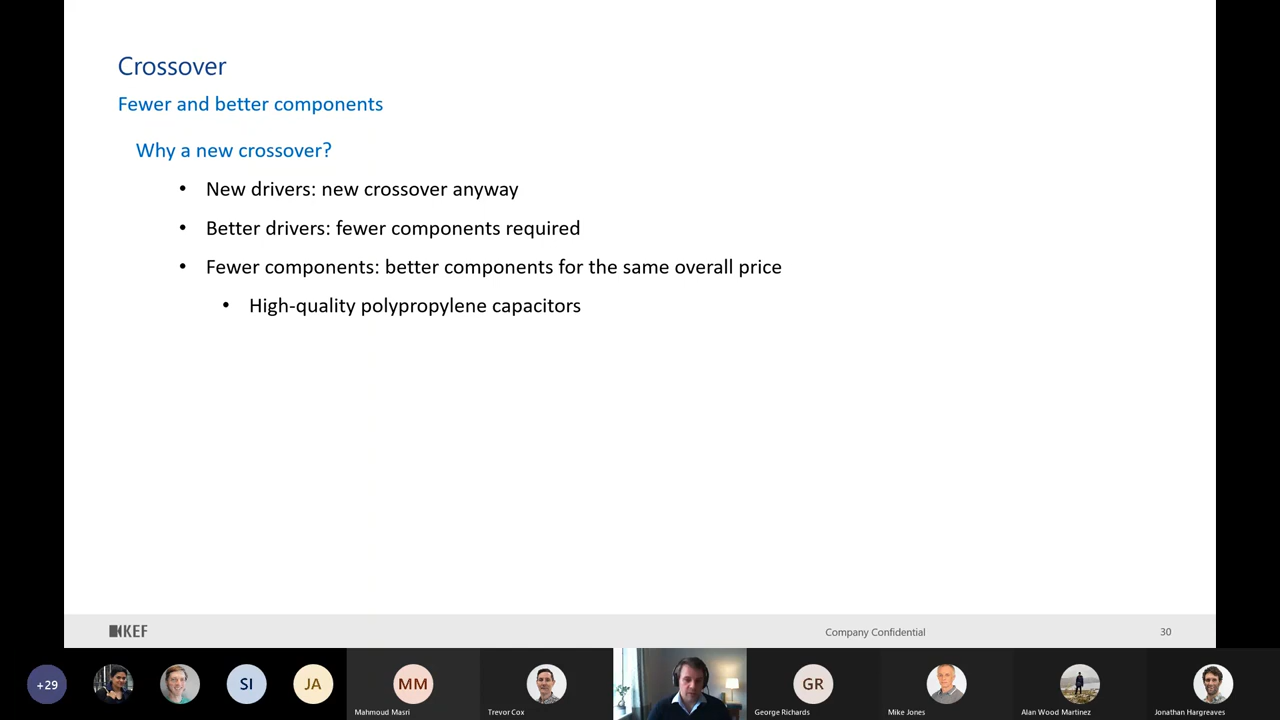 Crossover
Fewer and better components
Why a new crossover?
• New drivers: new crossover anyway
• Better drivers: fewer components required
• Fewer components: better components for the same overall price
• High-quality polypropylene capacitors
KEF
Company Confidential
30
+29
SI
JA
MM
GR
Mahmoud Masri
Trevor Cox
George Richards
Mike Jones
Alan Wood Martinez
Jonathan Hargreaves